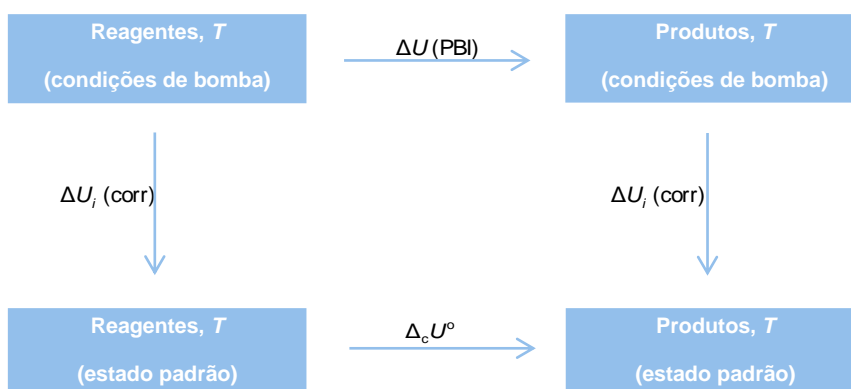 Reagentes, T
(condições de bomba)
ΔU (PBI)
Produtos, T
(condições de bomba)
ΔUi (corr)
ΔUi (corr)
Reagentes, T
(estado padrão)
ΔcUº
Produtos, T
(estado padrão)